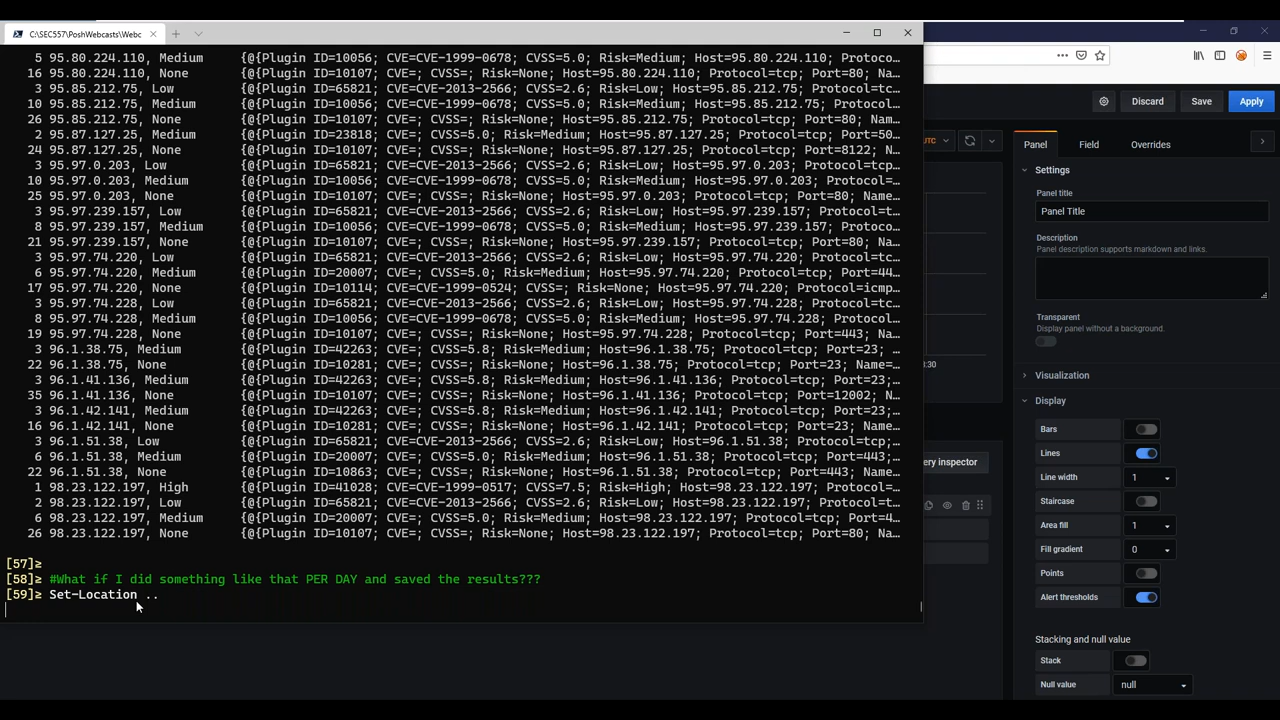 C:\SEC557\PoshWebcasts\Webc
5 95.80.224.110, Medium {@{Plugin ID=10056; CVE=CVE-1999-0678; CVSS=5.0; Risk=Medium; Host=95.80.224.110; Protoco…
16 95.80.224.110, None {@{Plugin ID=10107; CVE=; CVSS=; Risk=None; Host=95.80.224.110; Protocol=tcp; Port=80; Na…
3 95.85.212.75, Low {@{Plugin ID=65821; CVE=CVE-2013-2566; CVSS=2.6; Risk=Low; Host=95.85.212.75; Protocol=tc…
10 95.85.212.75, Medium {@{Plugin ID=10056; CVE=CVE-1999-0678; CVSS=5.0; Risk=Medium; Host=95.85.212.75; Protocol…
26 95.85.212.75, None {@{Plugin ID=10107; CVE=; CVSS=; Risk=None; Host=95.85.212.75; Protocol=tcp; Port=80; Nam…
2 95.87.127.25, Medium {@{Plugin ID=23818; CVE=; CVSS=5.0; Risk=Medium; Host=95.87.127.25; Protocol=tcp; Port=50…
24 95.87.127.25, None {@{Plugin ID=10107; CVE=; CVSS=; Risk=None; Host=95.87.127.25; Protocol=tcp; Port=8122; N…
3 95.97.0.203, Low {@{Plugin ID=65821; CVE=CVE-2013-2566; CVSS=2.6; Risk=Low; Host=95.97.0.203; Protocol=tcp…
10 95.97.0.203, Medium {@{Plugin ID=10056; CVE=CVE-1999-0678; CVSS=5.0; Risk=Medium; Host=95.97.0.203; Protocol=…
25 95.97.0.203, None {@{Plugin ID=10107; CVE=; CVSS=; Risk=None; Host=95.97.0.203; Protocol=tcp; Port=80; Name…
3 95.97.239.157, Low {@{Plugin ID=65821; CVE=CVE-2013-2566; CVSS=2.6; Risk=Low; Host=95.97.239.157; Protocol=t…
8 95.97.239.157, Medium {@{Plugin ID=10056; CVE=CVE-1999-0678; CVSS=5.0; Risk=Medium; Host=95.97.239.157; Protoco…
21 95.97.239.157, None {@{Plugin ID=10107; CVE=; CVSS=; Risk=None; Host=95.97.239.157; Protocol=tcp; Port=80; Na…
3 95.97.74.220, Low {@{Plugin ID=65821; CVE=CVE-2013-2566; CVSS=2.6; Risk=Low; Host=95.97.74.220; Protocol=tc…
6 95.97.74.220, Medium {@{Plugin ID=20007; CVE=; CVSS=5.0; Risk=Medium; Host=95.97.74.220; Protocol=tcp; Port=44…
17 95.97.74.220, None {@{Plugin ID=10114; CVE=CVE-1999-0524; CVSS=; Risk=None; Host=95.97.74.220; Protocol=icmp…
3 95.97.74.228, Low {@{Plugin ID=65821; CVE=CVE-2013-2566; CVSS=2.6; Risk=Low; Host=95.97.74.228; Protocol=tc…
8 95.97.74.228, Medium {@{Plugin ID=10056; CVE=CVE-1999-0678; CVSS=5.0; Risk=Medium; Host=95.97.74.228; Protocol…
19 95.97.74.228, None {@{Plugin ID=10107; CVE=; CVSS=; Risk=None; Host=95.97.74.228; Protocol=tcp; Port=443; Na…
3 96.1.38.75, Medium {@{Plugin ID=42263; CVE=; CVSS=5.8; Risk=Medium; Host=96.1.38.75; Protocol=tcp; Port=23; …
22 96.1.38.75, None {@{Plugin ID=10281; CVE=; CVSS=; Risk=None; Host=96.1.38.75; Protocol=tcp; Port=23; Name=…
3 96.1.41.136, Medium {@{Plugin ID=42263; CVE=; CVSS=5.8; Risk=Medium; Host=96.1.41.136; Protocol=tcp; Port=23;…
35 96.1.41.136, None {@{Plugin ID=10107; CVE=; CVSS=; Risk=None; Host=96.1.41.136; Protocol=tcp; Port=12002; N…
3 96.1.42.141, Medium {@{Plugin ID=42263; CVE=; CVSS=5.8; Risk=Medium; Host=96.1.42.141; Protocol=tcp; Port=23;…
16 96.1.42.141, None {@{Plugin ID=10281; CVE=; CVSS=; Risk=None; Host=96.1.42.141; Protocol=tcp; Port=23; Name…
3 96.1.51.38, Low {@{Plugin ID=65821; CVE=CVE-2013-2566; CVSS=2.6; Risk=Low; Host=96.1.51.38; Protocol=tcp;…
6 96.1.51.38, Medium {@{Plugin ID=20007; CVE=; CVSS=5.0; Risk=Medium; Host=96.1.51.38; Protocol=tcp; Port=443;…
22 96.1.51.38, None {@{Plugin ID=10863; CVE=; CVSS=; Risk=None; Host=96.1.51.38; Protocol=tcp; Port=443; Name…
1 98.23.122.197, High {@{Plugin ID=41028; CVE=CVE-1999-0517; CVSS=7.5; Risk=High; Host=98.23.122.197; Protocol=…
2 98.23.122.197, Low {@{Plugin ID=65821; CVE=CVE-2013-2566; CVSS=2.6; Risk=Low; Host=98.23.122.197; Protocol=t…
6 98.23.122.197, Medium {@{Plugin ID=20007; CVE=; CVSS=5.0; Risk=Medium; Host=98.23.122.197; Protocol=tcp; Port=4…
26 98.23.122.197, None {@{Plugin ID=10107; CVE=; CVSS=; Risk=None; Host=98.23.122.197; Protocol=tcp; Port=80; Na…
[57]≥
[58]≥ #What if I did something like that PER DAY and saved the results???
[59]≥ Set-Location ..
Discard Save Apply
UTC
:30
ery inspector
Panel Field Overrides
Settings
Panel title
Panel Title
Description
Panel description supports markdown and links.
Transparent
Display panel without a background.
Visualization
Display
Bars
Lines
Line width 1
Staircase
Area fill 1
Fill gradient 0
Points
Alert thresholds
Stacking and null value
Stack
Null value null